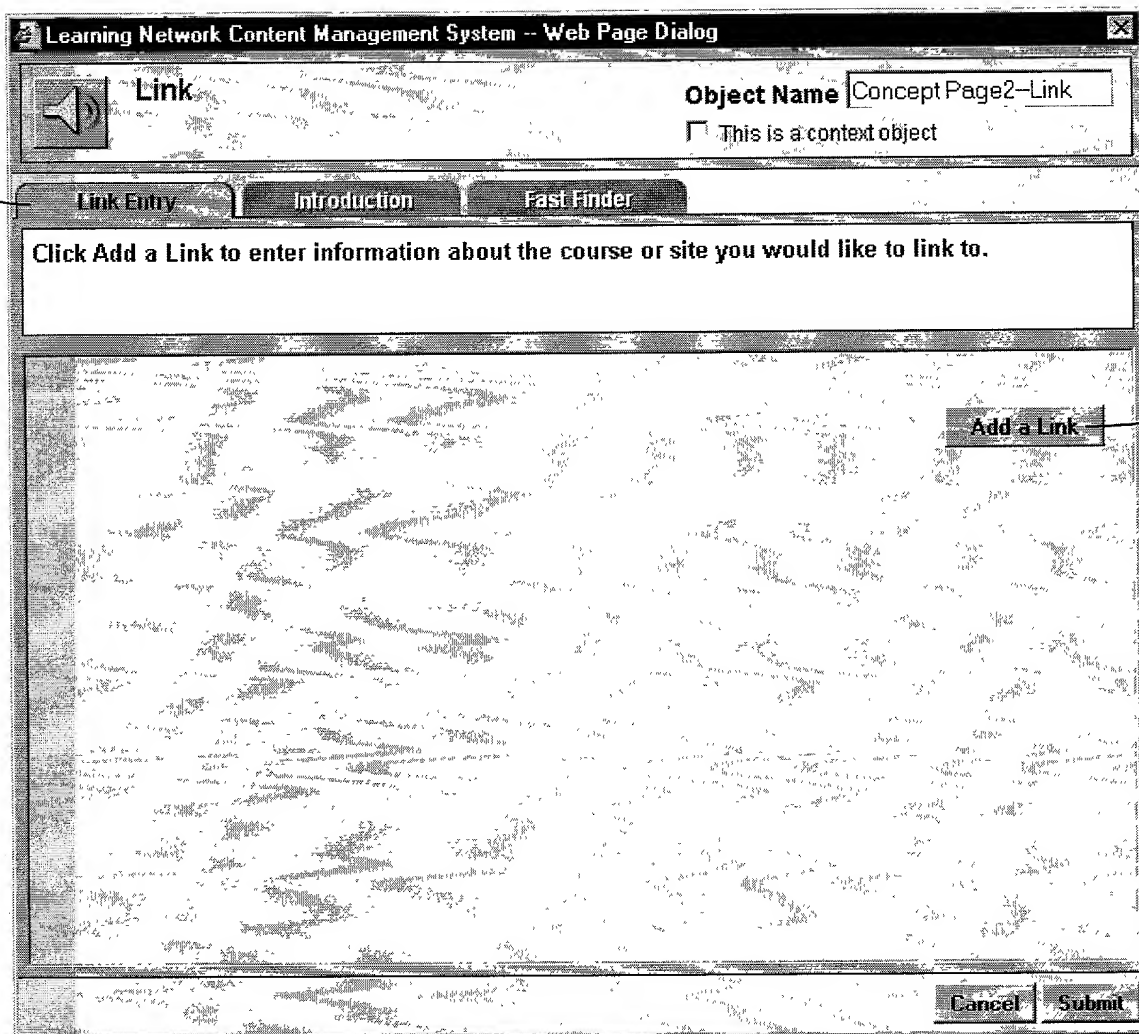 Learning Network Content Management System -- Web Page Dialog
Link
Object Name Concept Page2-Link
This is a context object
Link Entry Introduction Fast Finder
Click Add a Link to enter information about the course or site you would like to link to.
Add a Link
Cancel Submit